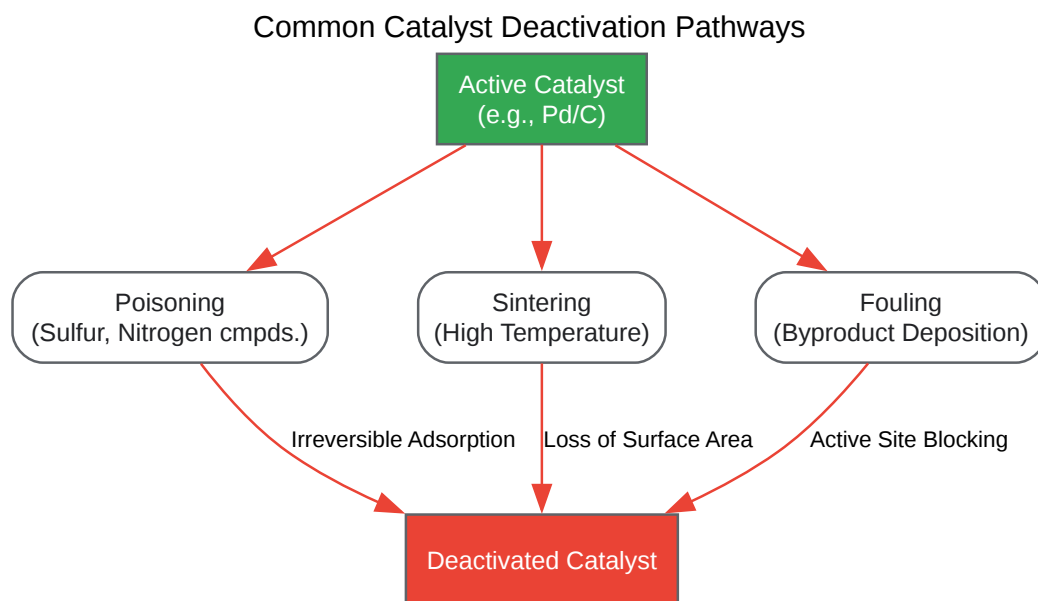 Common Catalyst Deactivation Pathways
Active Catalyst
(e.g., Pd/C)
Poisoning
(Sulfur, Nitrogen cmpds.)
Sintering
(High Temperature)
Fouling
(Byproduct Deposition)
Irreversible Adsorption
Loss of Surface Area
Active Site Blocking
Deactivated Catalyst